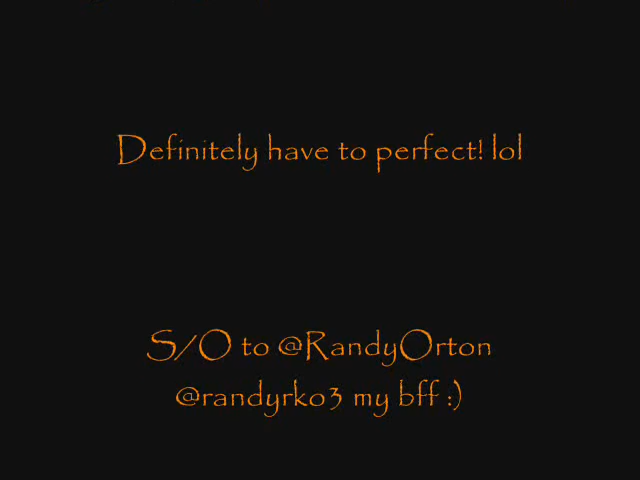 Definitely have to perfect! lol
S/O to @RandyOrton
@randyrko3 my bff :)